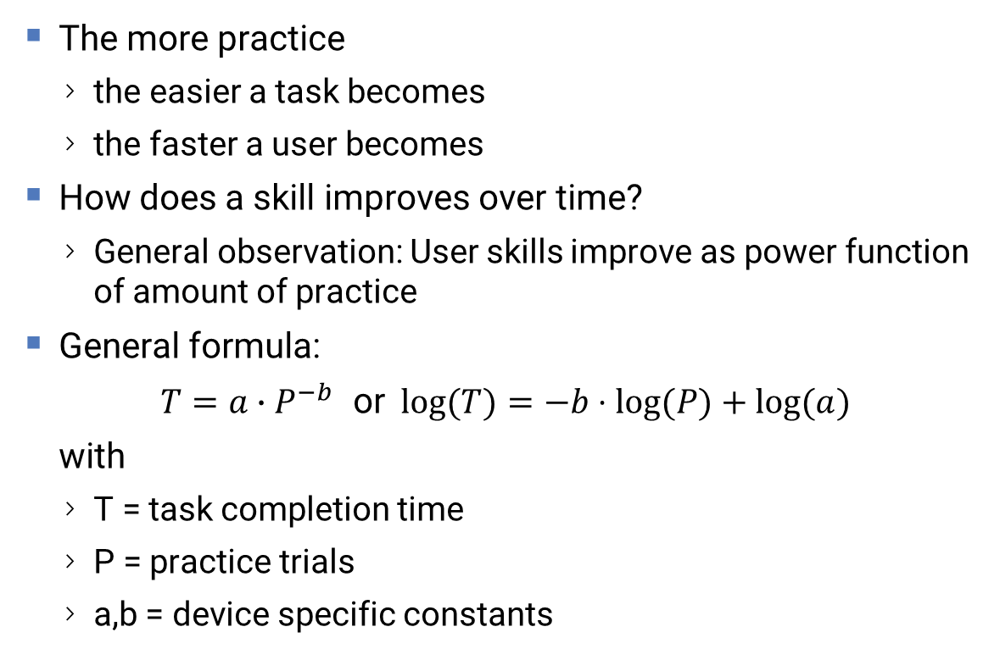 ▪ The more practice
› the easier a task becomes
› the faster a user becomes
▪ How does a skill improves over time?
› General observation: User skills improve as power function
of amount of practice
▪ General formula:
T = a · P^{−b} or log(T) = −b · log(P) + log(a)
with
› T = task completion time
› P = practice trials
› a,b = device specific constants